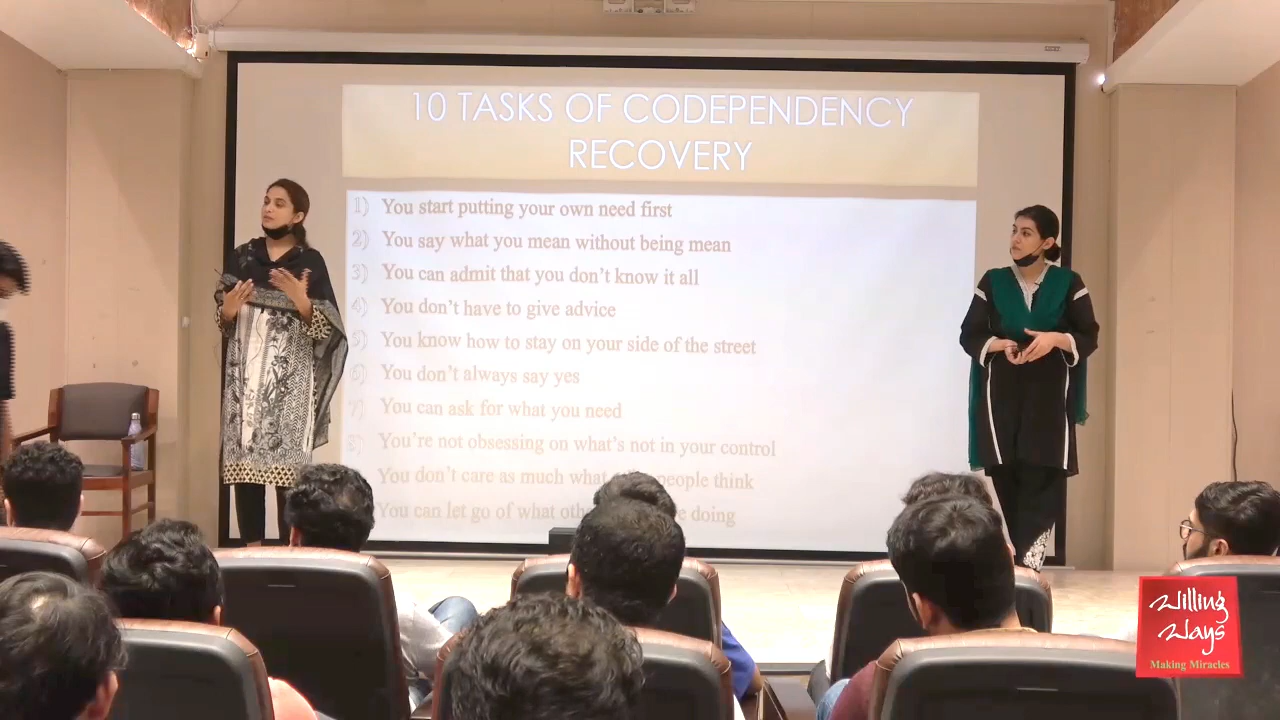 10 TASKS OF CODEPENDENCY
RECOVERY
1) You start putting your own need first
2) You say what you mean without being mean
3) You can admit that you don't know it all
4) You don't have to give advice
5) You know how to stay on your side of the street
6) You don't always say yes
7) You can ask for what you need
8) You're not obsessing on what's not in your control
You don't care as much what people think
You can let go of what doing
Willing
Ways
Making Miracles